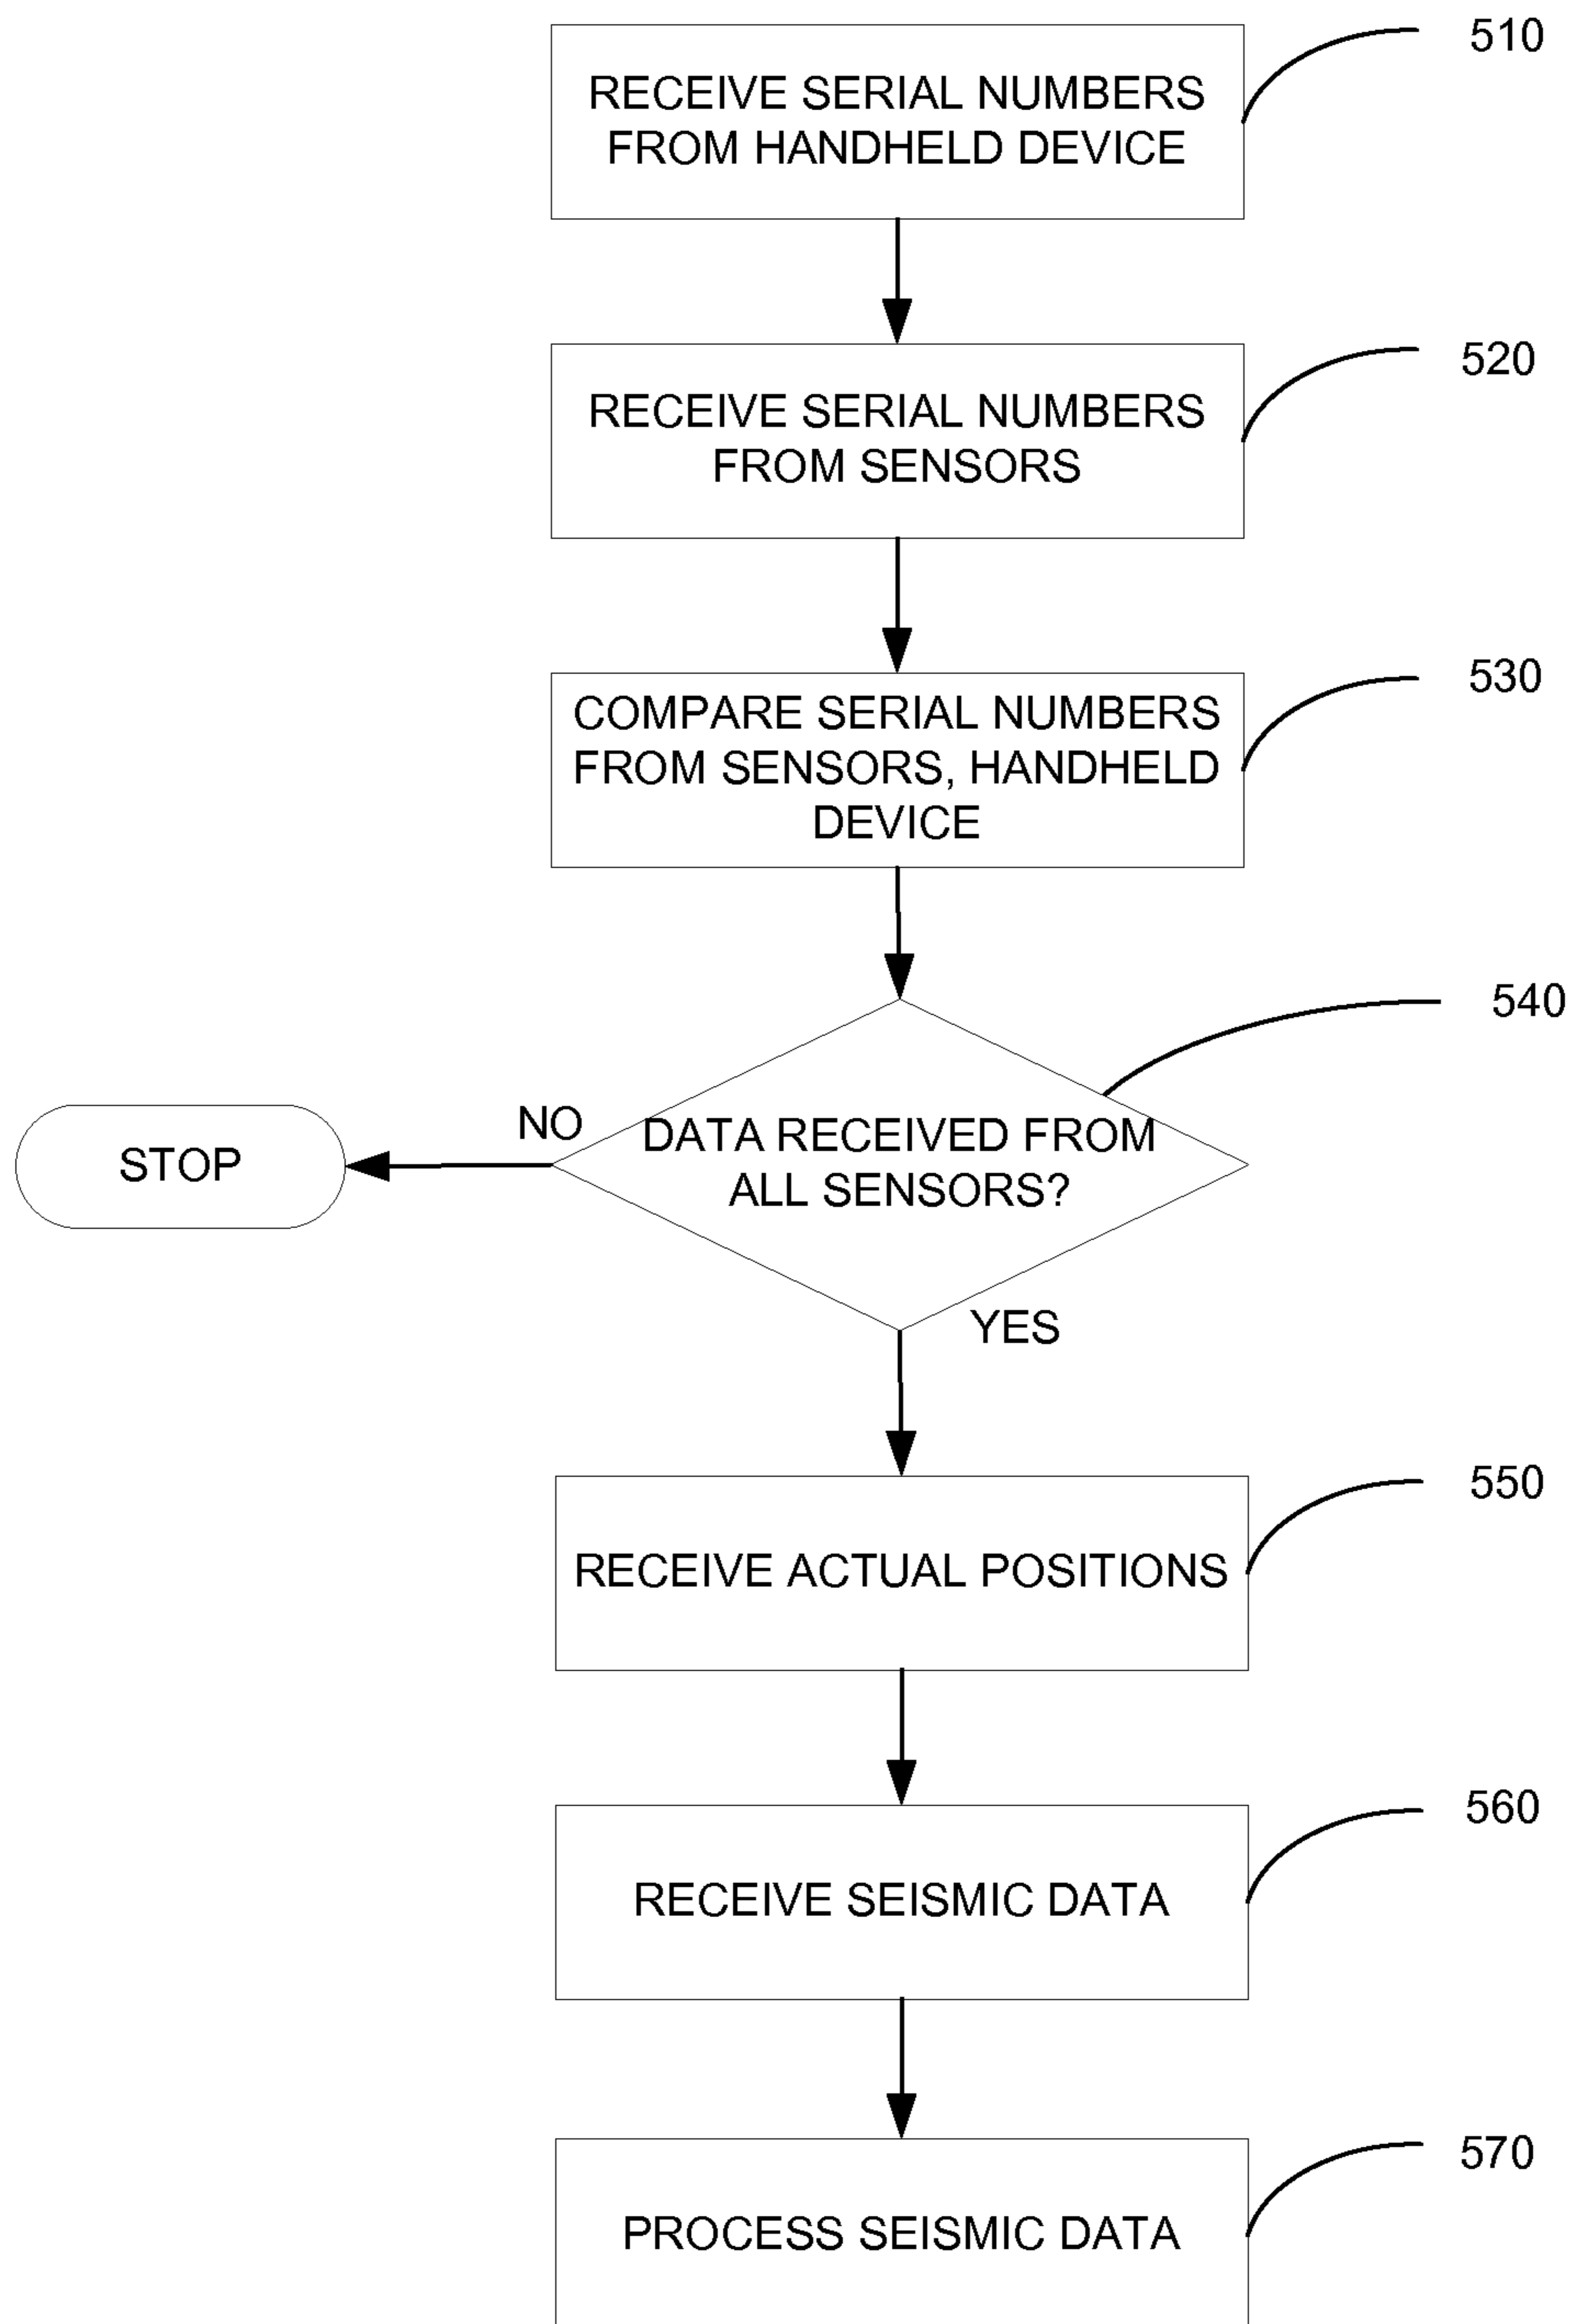 510
RECEIVE SERIAL NUMBERS
FROM HANDHELD DEVICE
520
RECEIVE SERIAL NUMBERS
FROM SENSORS
530
COMPARE SERIAL NUMBERS
FROM SENSORS, HANDHELD
DEVICE
540
DATA RECEIVED FROM
ALL SENSORS?
NO
STOP
YES
550
RECEIVE ACTUAL POSITIONS
560
RECEIVE SEISMIC DATA
570
PROCESS SEISMIC DATA